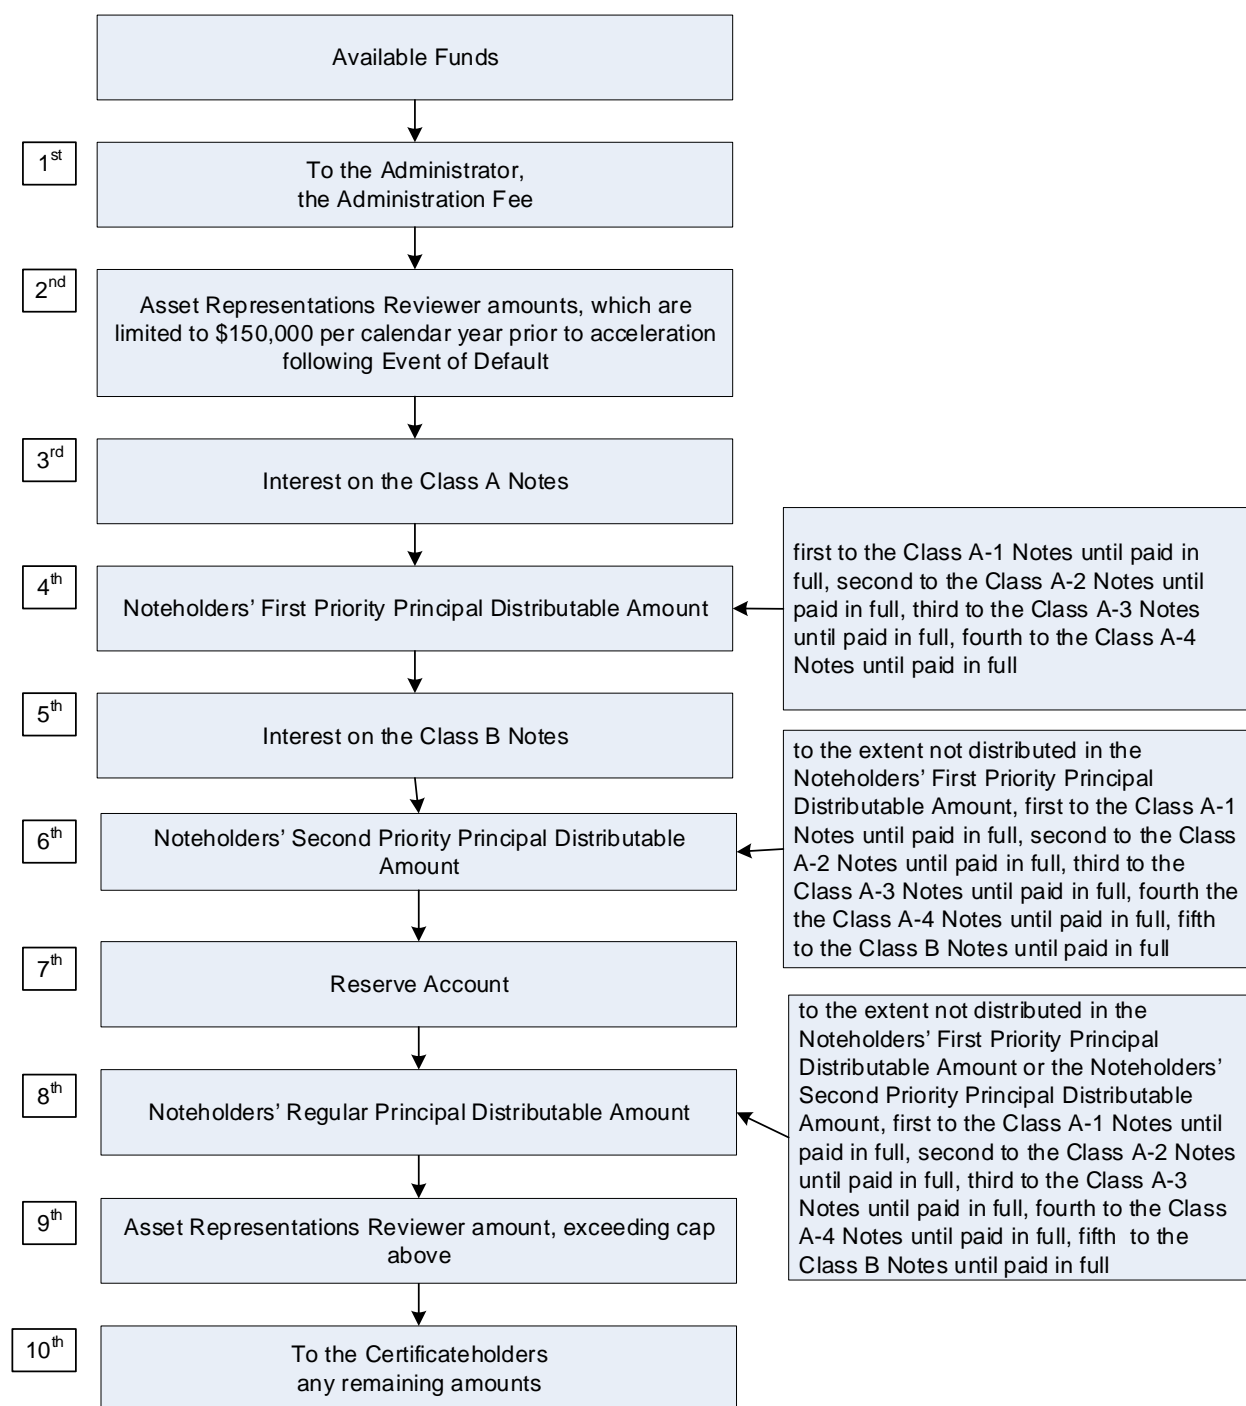 Available Funds
1st
To the Administrator,
the Administration Fee
2nd
Asset Representations Reviewer amounts, which are
limited to $150,000 per calendar year prior to acceleration
following Event of Default
3rd
Interest on the Class A Notes
4th
Noteholders’ First Priority Principal Distributable Amount
first to the Class A-1 Notes until paid in
full, second to the Class A-2 Notes until
paid in full, third to the Class A-3 Notes
until paid in full, fourth to the Class A-4
Notes until paid in full
5th
Interest on the Class B Notes
6th
Noteholders’ Second Priority Principal Distributable
Amount
to the extent not distributed in the
Noteholders’ First Priority Principal
Distributable Amount, first to the Class A-1
Notes until paid in full, second to the Class
A-2 Notes until paid in full, third to the
Class A-3 Notes until paid in full, fourth the
the Class A-4 Notes until paid in full, fifth
to the Class B Notes until paid in full
7th
Reserve Account
8th
Noteholders’ Regular Principal Distributable Amount
to the extent not distributed in the
Noteholders’ First Priority Principal
Distributable Amount or the Noteholders’
Second Priority Principal Distributable
Amount, first to the Class A-1 Notes until
paid in full, second to the Class A-2 Notes
until paid in full, third to the Class A-3
Notes until paid in full, fourth to the Class
A-4 Notes until paid in full, fifth to the
Class B Notes until paid in full
9th
Asset Representations Reviewer amount, exceeding cap
above
10th
To the Certificateholders
any remaining amounts